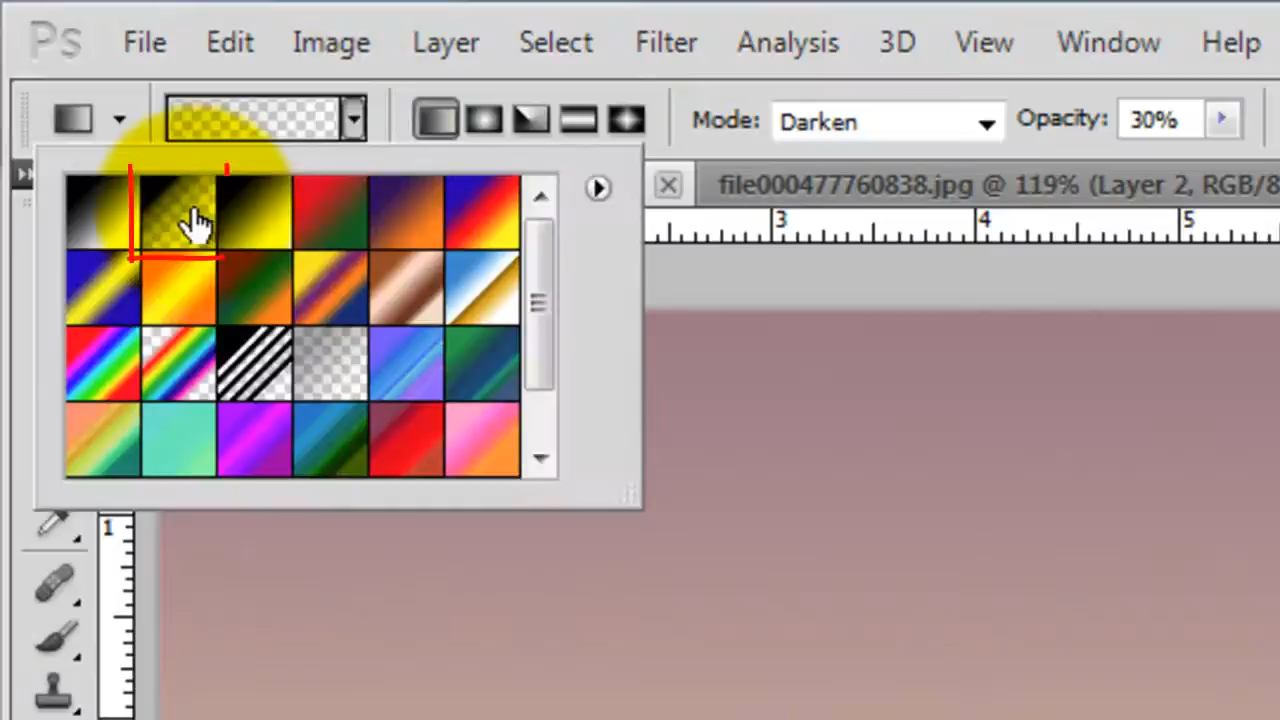 Ps File Edit Image Layer Select Filter Analysis 3D View Window Help
Mode: Darken Opacity: 30%
file000477760838.jpg @ 119% (Layer 2, RGB/8
3 4 5
1